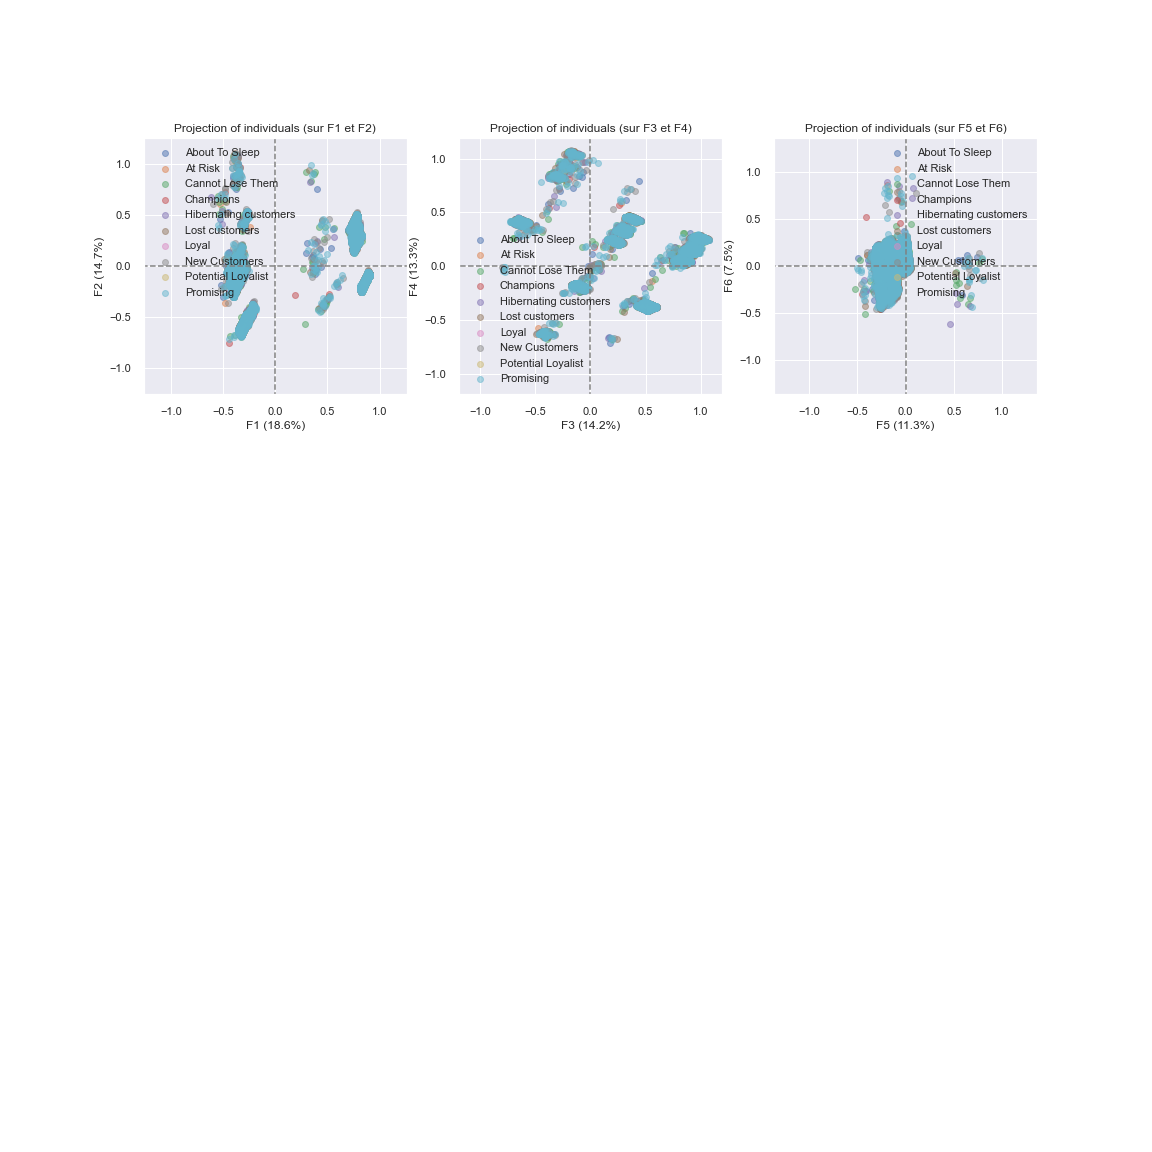 Projection of individuals (sur F1 et F2)
1.0
0.5
0.0
−0.5
−1.0
F2 (14.7%)
About To Sleep
At Risk
Cannot Lose Them
Champions
Hibernating customers
Lost customers
Loyal
New Customers
Potential Loyalist
Promising
−1.0 −0.5 0.0 0.5 1.0
F1 (18.6%)
Projection of individuals (sur F3 et F4)
1.0
0.5
0.0
−0.5
−1.0
F4 (13.3%)
About To Sleep
At Risk
Cannot Lose Them
Champions
Hibernating customers
Lost customers
Loyal
New Customers
Potential Loyalist
Promising
−1.0 −0.5 0.0 0.5 1.0
F3 (14.2%)
Projection of individuals (sur F5 et F6)
1.0
0.5
0.0
−0.5
−1.0
F6 (7.5%)
About To Sleep
At Risk
Cannot Lose Them
Champions
Hibernating customers
Lost customers
Loyal
New Customers
Potential Loyalist
Promising
−1.0 −0.5 0.0 0.5 1.0
F5 (11.3%)